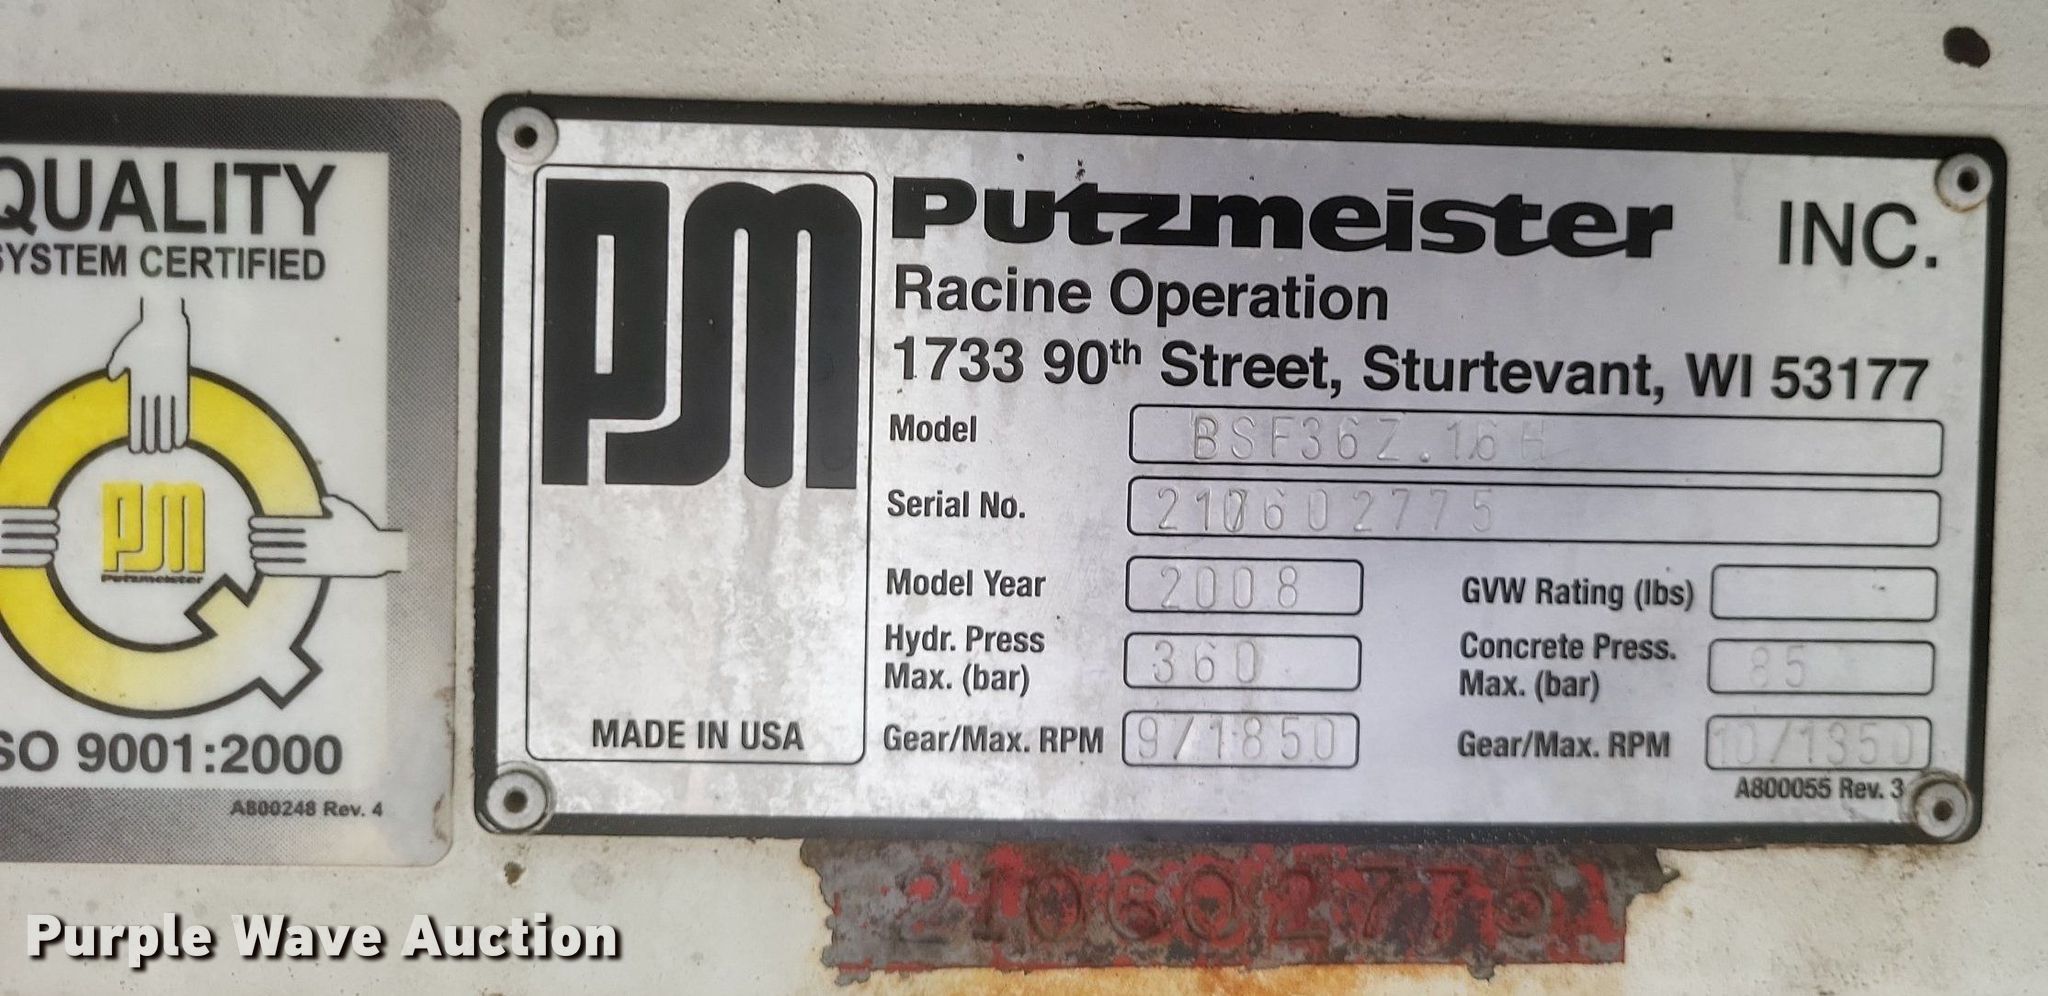 QUALITY
SYSTEM CERTIFIED
PM
Putzmeister
ISO 9001:2000
A800248 Rev. 4
PM
MADE IN USA
Putzmeister INC.
Racine Operation
1733 90th Street, Sturtevant, WI 53177
Model BSF36Z.16H
Serial No. 210602775
Model Year 2008
GVW Rating (lbs)
Hydr. Press
Max. (bar) 360
Concrete Press.
Max. (bar) 85
Gear/Max. RPM 9/1850
Gear/Max. RPM 10/1350
A800055 Rev. 3
210602775
Purple Wave Auction